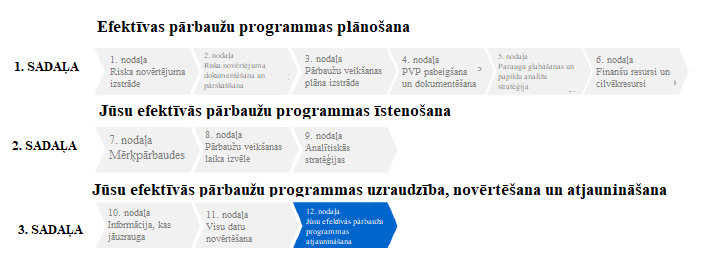 Efektīvas pārbaužu programmas plānošana
1. SADAĻA
1. nodaļa
Riska novērtējuma
izstrāde
2. nodaļa
Riska novērtējuma
dokumentēšana un
pārskatīšana
3. nodaļa
Pārbaužu veikšanas
plāna izstrāde
4. nodaļa
PVP pabeigšana
un dokumentēšana
5. nodaļa
Paraugu glabāšanas un
papildu analīžu
stratēģija
6. nodaļa
Finanšu resursi un
cilvēkresursi
Jūsu efektīvās pārbaužu programmas īstenošana
2. SADAĻA
7. nodaļa
Mērķpārbaudes
8. nodaļa
Pārbaužu veikšanas
laika izvēle
9. nodaļa
Analītiskās
stratēģijas
Jūsu efektīvās pārbaužu programmas uzraudzība, novērtēšana un atjaunināšana
3. SADAĻA
10. nodaļa
Informācija, kas
jāuzrauga
11. nodaļa
Visu datu
novērtēšana
12. nodaļa
Jūsu efektīvās pārbaužu
programmas
atjaunināšana